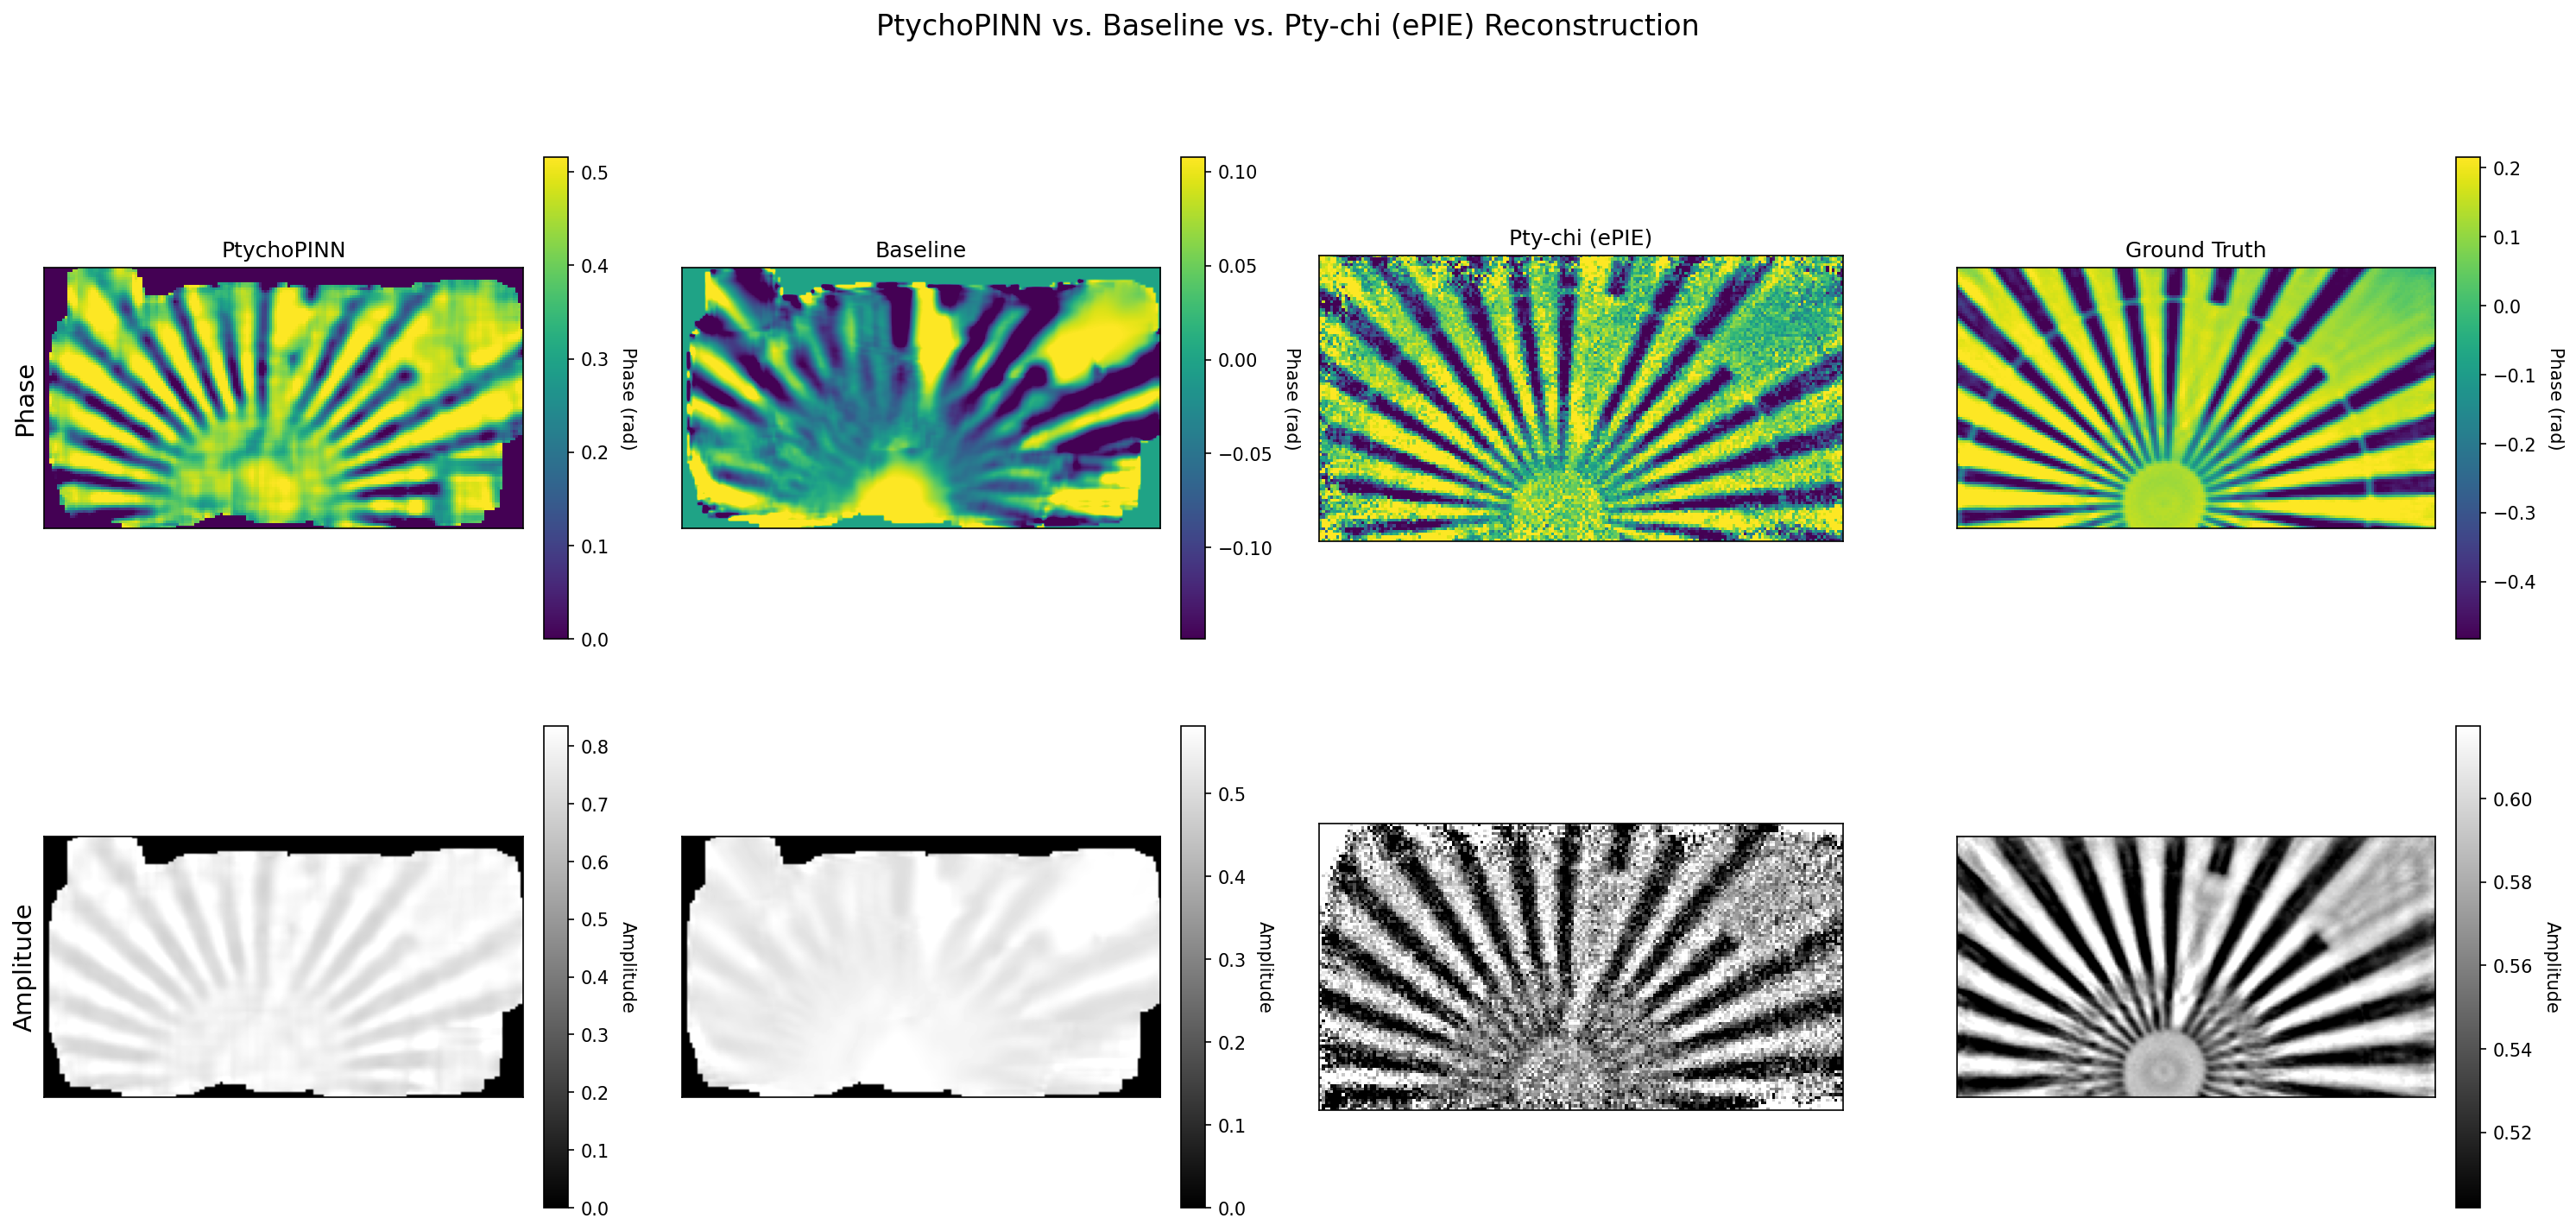 PtychoPINN vs. Baseline vs. Pty-chi (ePIE) Reconstruction
PtychoPINN
Baseline
Pty-chi (ePIE)
Ground Truth
Phase
0.5
0.4
0.3
0.2
0.1
0.0
Phase (rad)
0.10
0.05
0.00
−0.05
−0.10
Phase (rad)
0.2
0.1
0.0
−0.1
−0.2
−0.3
−0.4
Phase (rad)
Amplitude
0.8
0.7
0.6
0.5
0.4
0.3
0.2
0.1
0.0
Amplitude
0.5
0.4
0.3
0.2
0.1
0.0
Amplitude
0.60
0.58
0.56
0.54
0.52
Amplitude